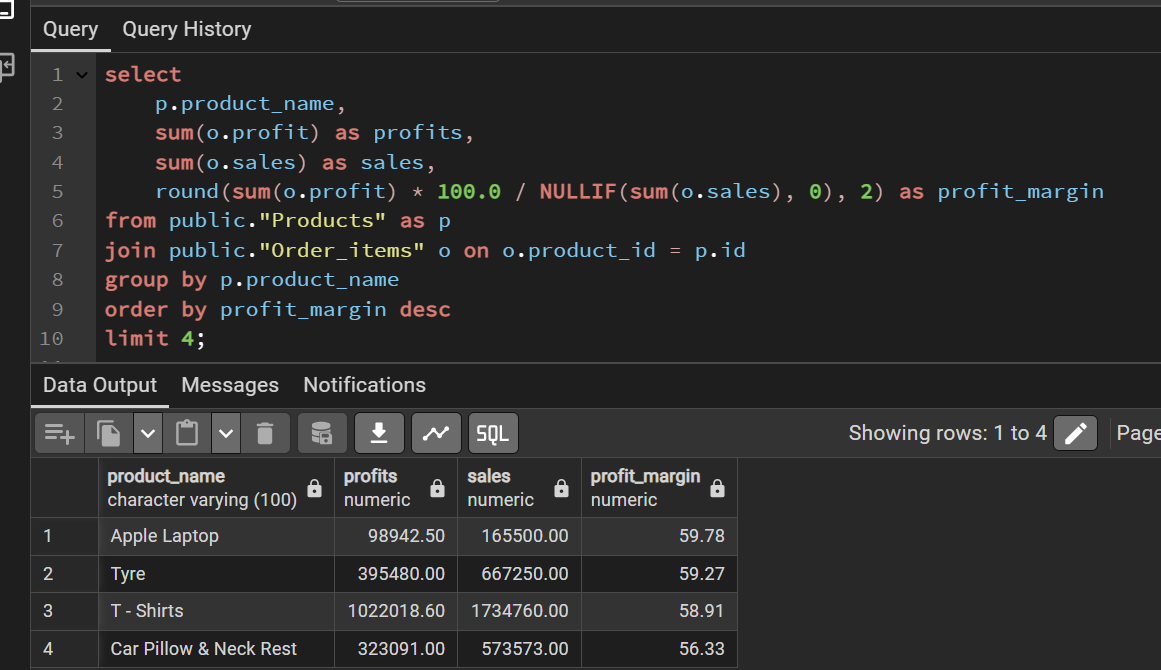 Query Query History
1 select
2 p.product_name,
3 sum(o.profit) as profits,
4 sum(o.sales) as sales,
5 round(sum(o.profit) * 100.0 / NULLIF(sum(o.sales), 0), 2) as profit_margin
6 from public."Products" as p
7 join public."Order_items" o on o.product_id = p.id
8 group by p.product_name
9 order by profit_margin desc
10 limit 4;
Data Output Messages Notifications
SQL Showing rows: 1 to 4 Page
product_name profits sales profit_margin
character varying (100) numeric numeric numeric
1 Apple Laptop 98942.50 165500.00 59.78
2 Tyre 395480.00 667250.00 59.27
3 T - Shirts 1022018.60 1734760.00 58.91
4 Car Pillow & Neck Rest 323091.00 573573.00 56.33